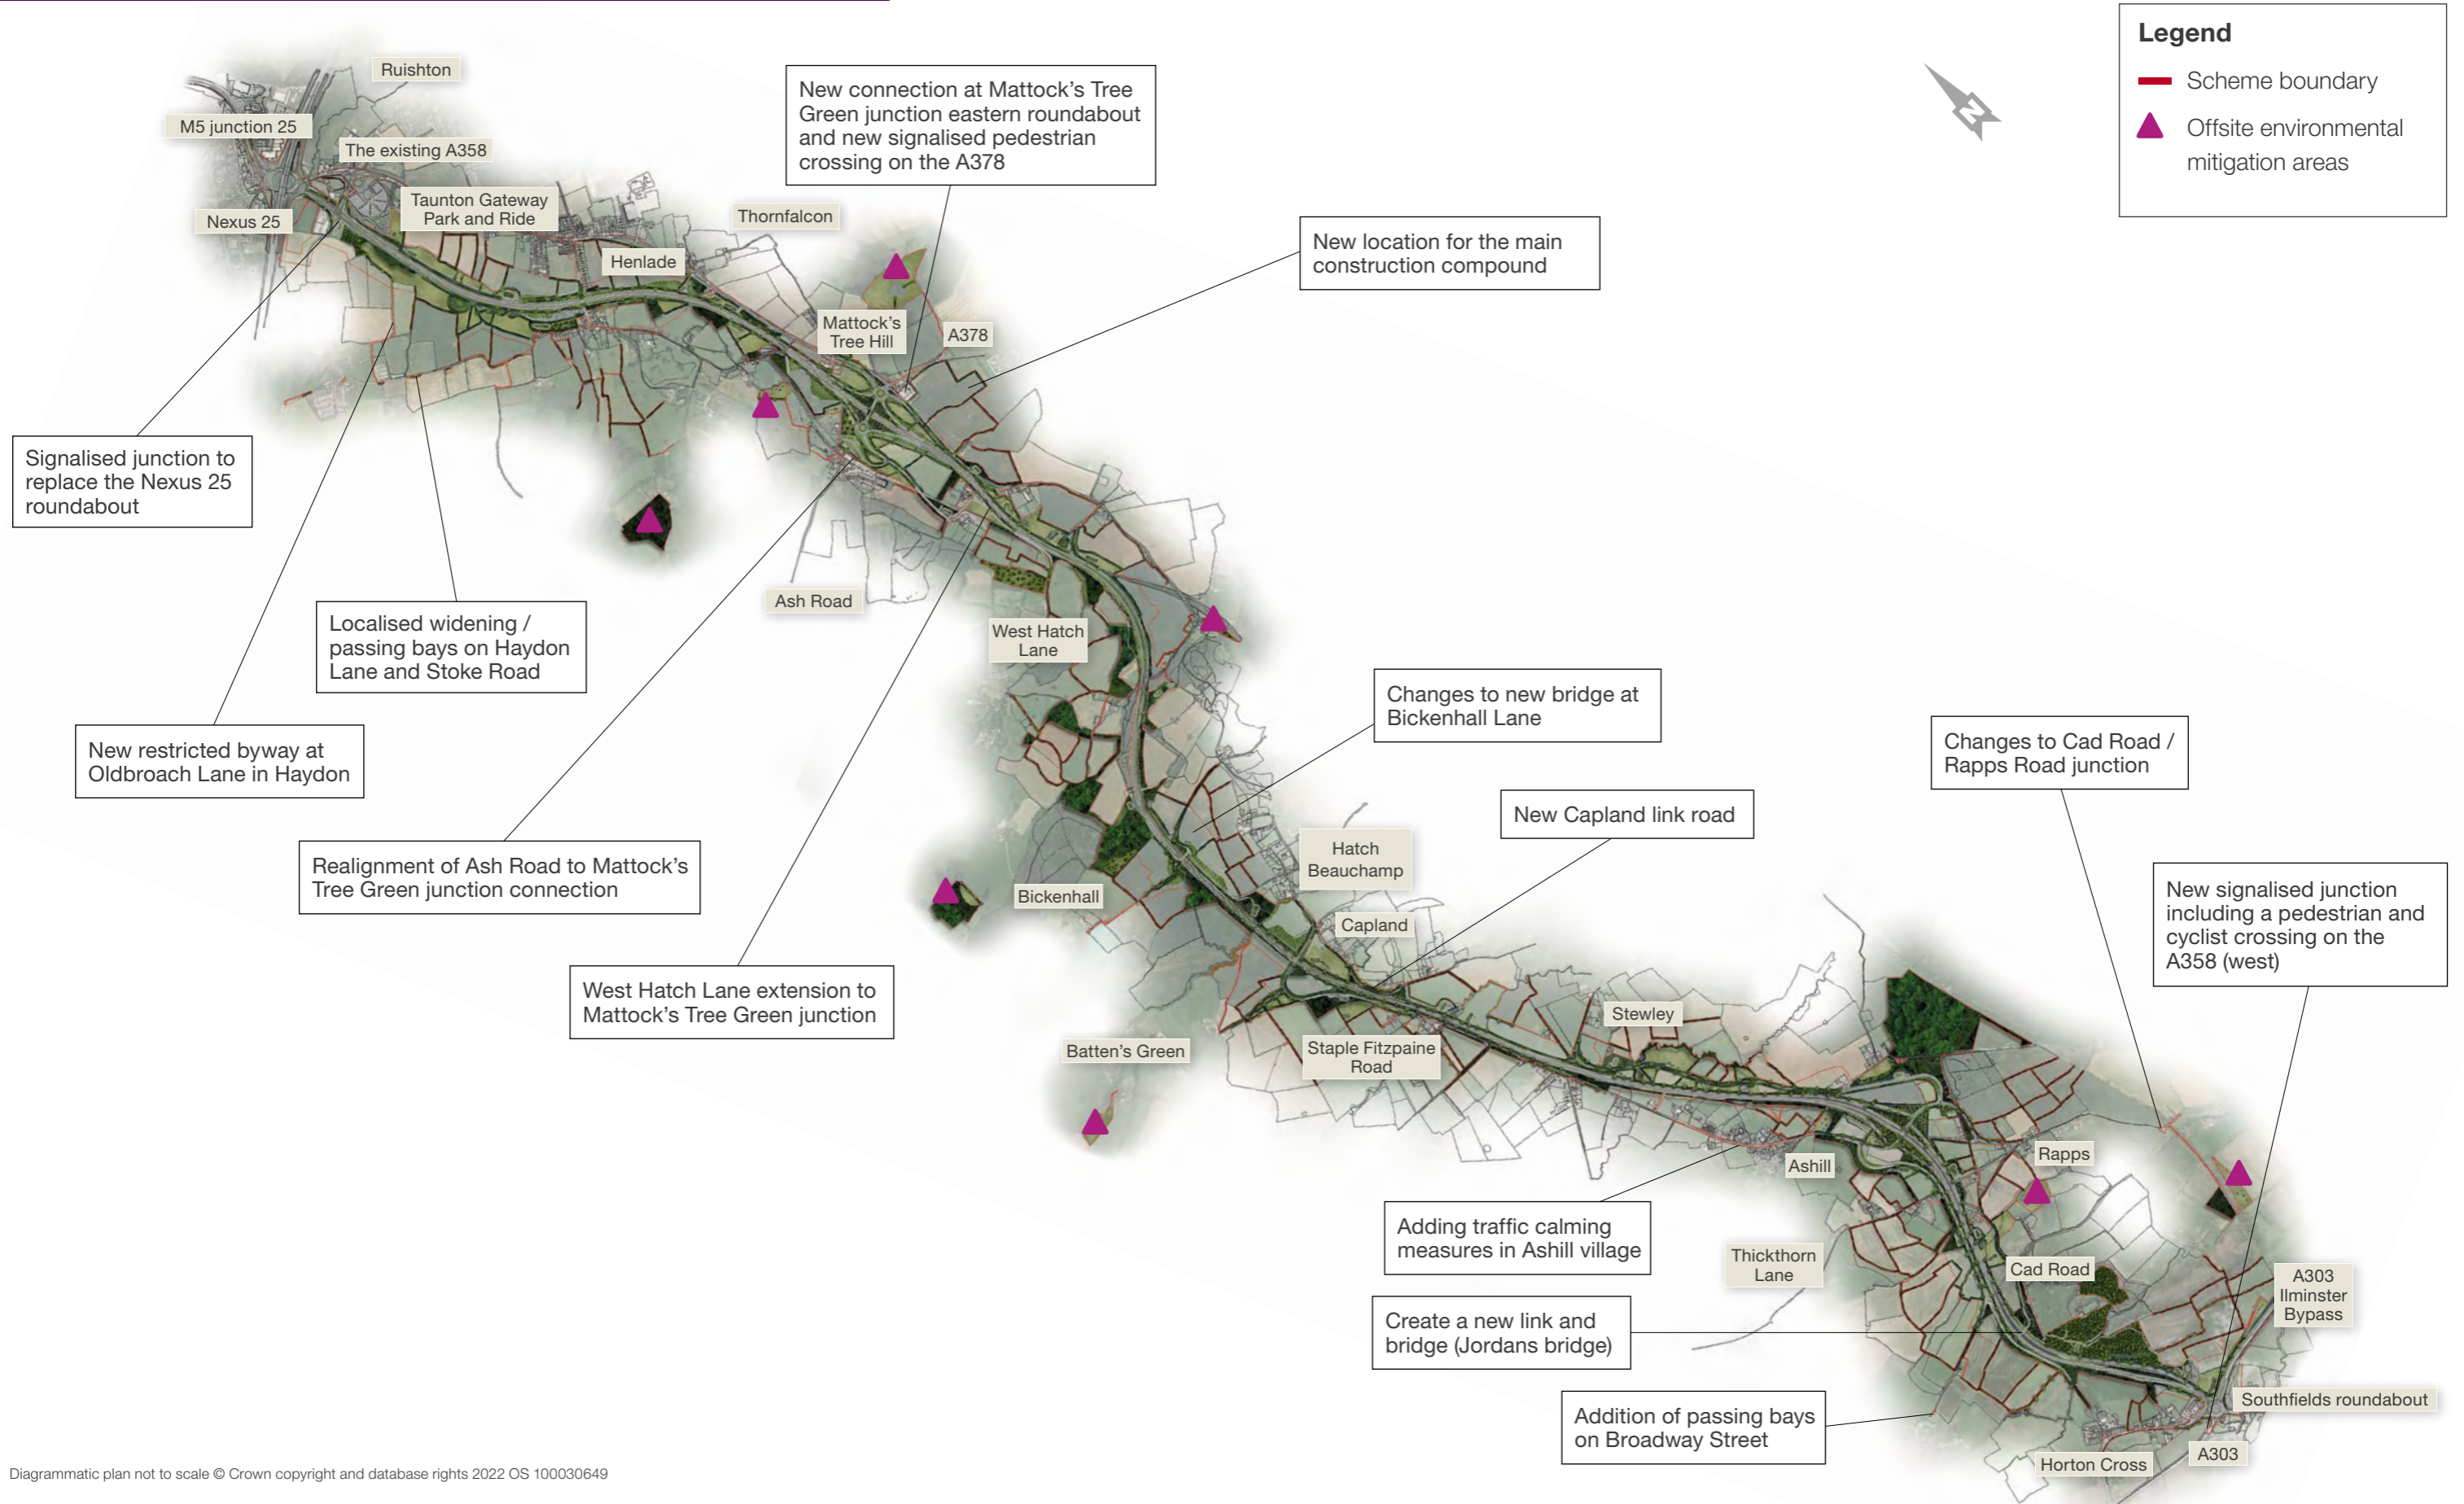 Legend
Scheme boundary
Offsite environmental
mitigation areas
Ruishton
M5 junction 25
The existing A358
Taunton Gateway
Park and Ride
Nexus 25
Henlade
Thornfalcon
New connection at Mattock's Tree
Green junction eastern roundabout
and new signalised pedestrian
crossing on the A378
New location for the main
construction compound
Mattock's
Tree Hill
A378
Signalised junction to
replace the Nexus 25
roundabout
Localised widening /
passing bays on Haydon
Lane and Stoke Road
New restricted byway at
Oldbroach Lane in Haydon
Ash Road
West Hatch
Lane
Realignment of Ash Road to Mattock's
Tree Green junction connection
West Hatch Lane extension to
Mattock's Tree Green junction
Changes to new bridge at
Bickenhall Lane
New Capland link road
Changes to Cad Road /
Rapps Road junction
Hatch
Beauchamp
Bickenhall
Capland
New signalised junction
including a pedestrian and
cyclist crossing on the
A358 (west)
Batten's Green
Staple Fitzpaine
Road
Stewley
Ashill
Rapps
Adding traffic calming
measures in Ashill village
Thickthorn
Lane
Cad Road
A303
Ilminster
Bypass
Create a new link and
bridge (Jordans bridge)
Addition of passing bays
on Broadway Street
Southfields roundabout
A303
Horton Cross
Diagrammatic plan not to scale © Crown copyright and database rights 2022 OS 100030649
N